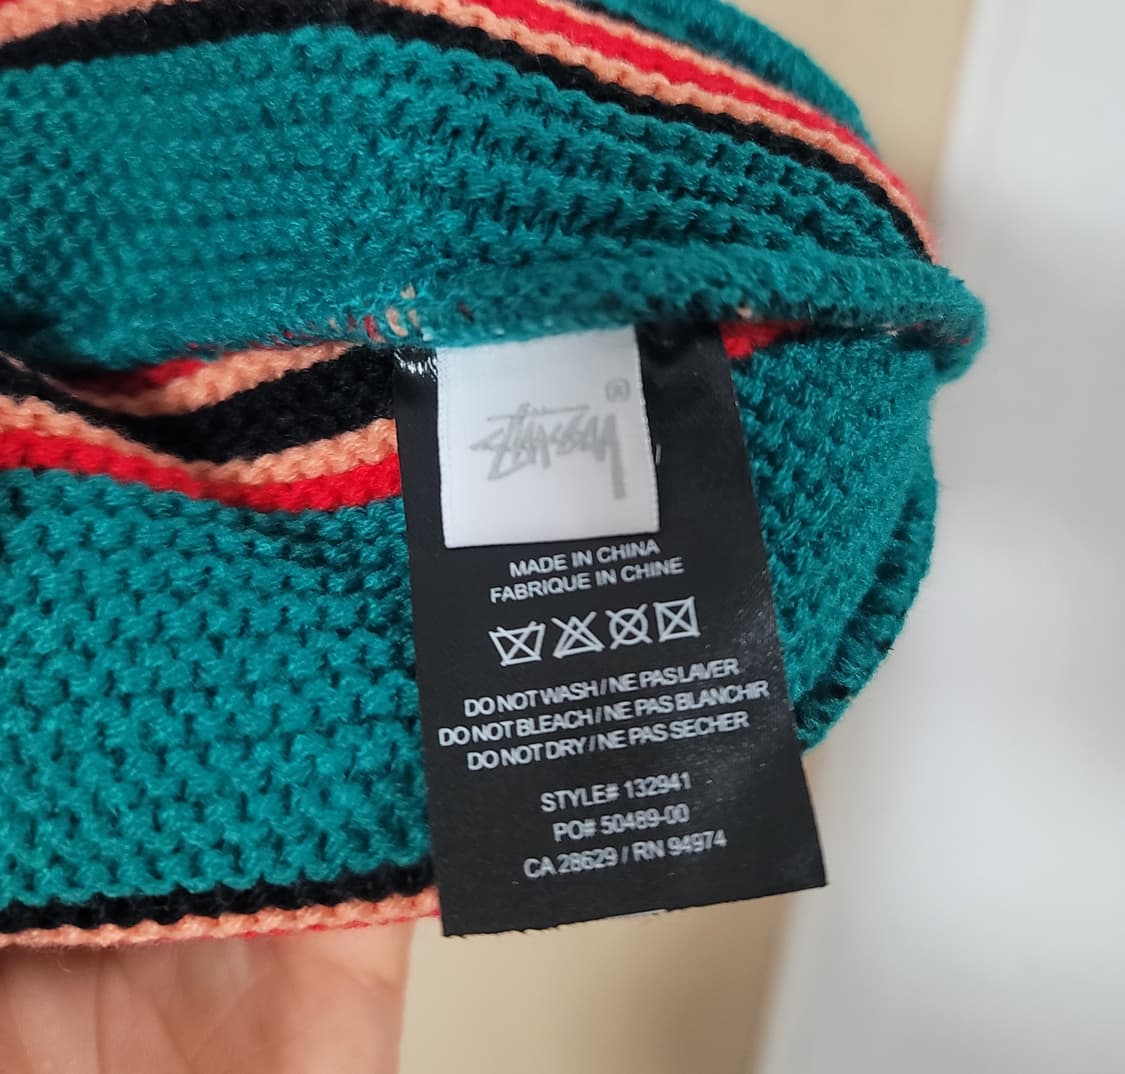 Stüssy ®
MADE IN CHINA
FABRIQUE IN CHINE
DO NOT WASH / NE PAS LAVER
DO NOT BLEACH / NE PAS BLANCHIR
DO NOT DRY / NE PAS SECHER
STYLE# 132941
PO# 50489-00
CA 28629 / RN 94974